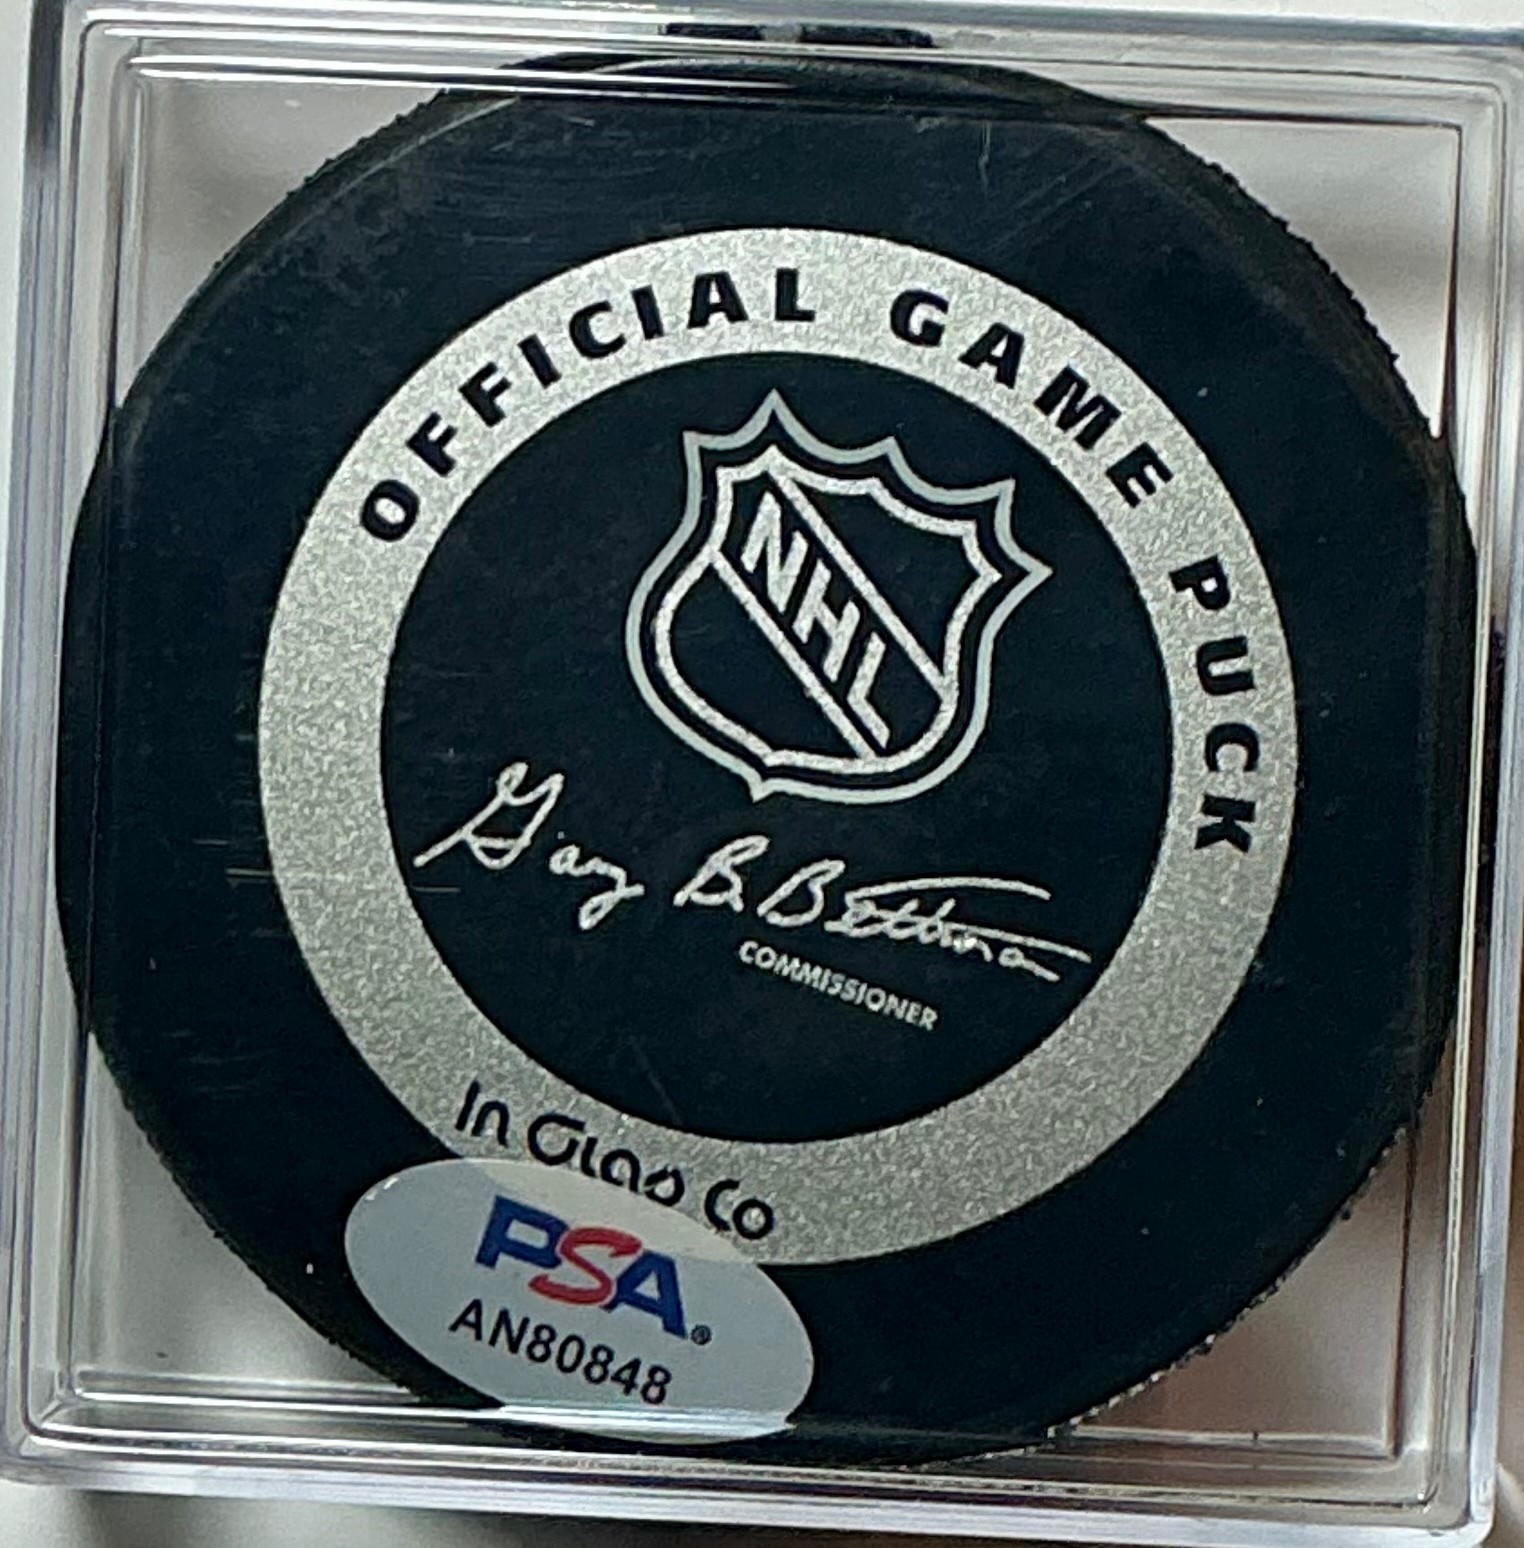 OFFICIAL GAME PUCK
NHL
Gary B. Bettman
COMMISSIONER
In Glas Co
PSA®
AN80848